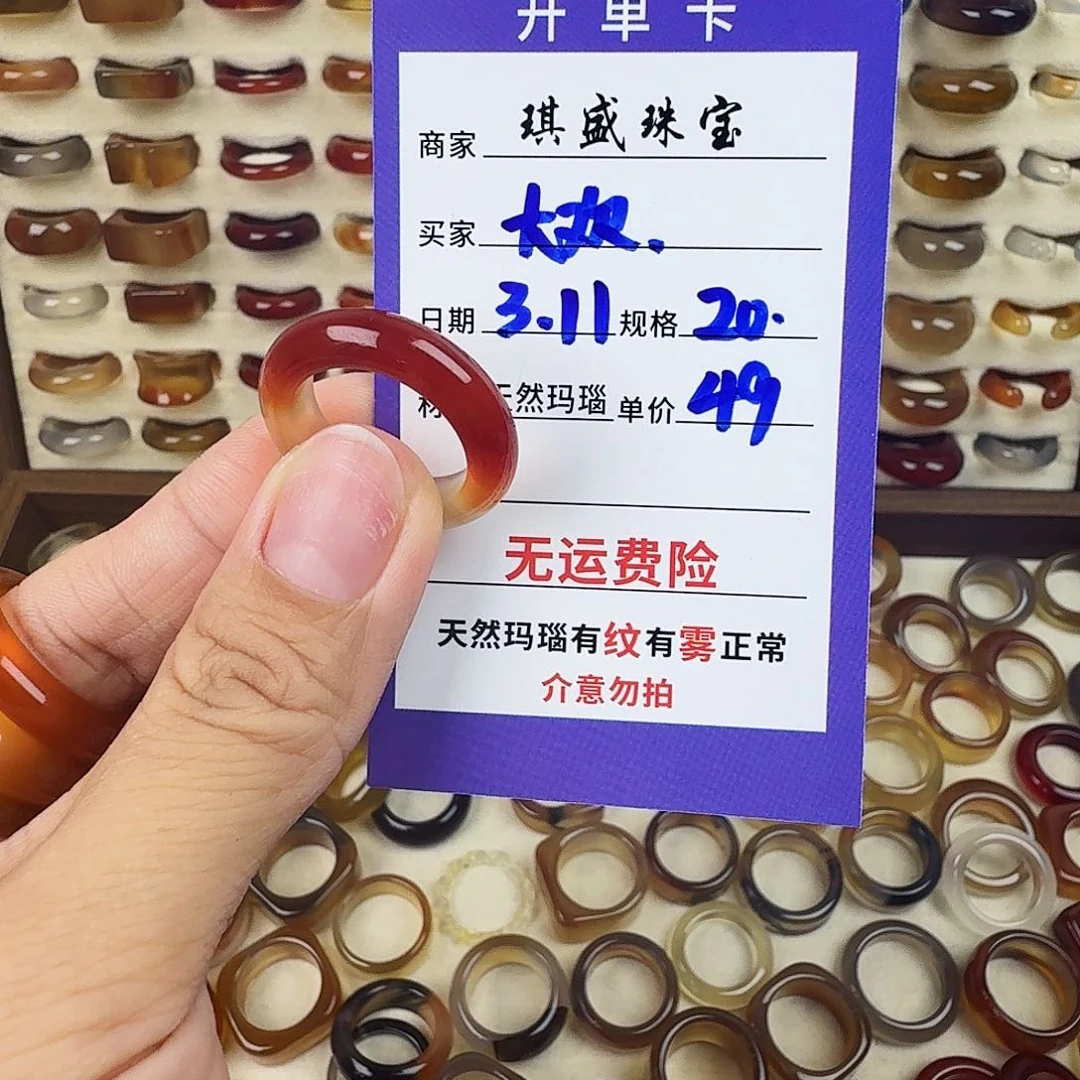 开单卡
商家 琪盛珠宝
买家 大双.
日期 3.11 规格 20.
称 天然玛瑙 单价 49
无运费险
天然玛瑙有纹有雾正常
介意勿拍